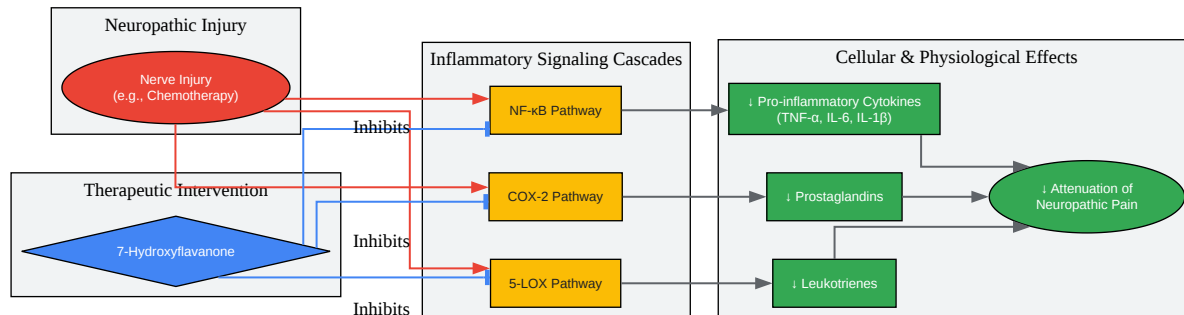 Neuropathic Injury
Nerve Injury
(e.g., Chemotherapy)
Therapeutic Intervention
7-Hydroxyflavanone
Inhibits
Inhibits
Inhibits
Inflammatory Signaling Cascades
NF-κB Pathway
COX-2 Pathway
5-LOX Pathway
Cellular & Physiological Effects
↓ Pro-inflammatory Cytokines
(TNF-α, IL-6, IL-1β)
↓ Prostaglandins
↓ Leukotrienes
↓ Attenuation of
Neuropathic Pain